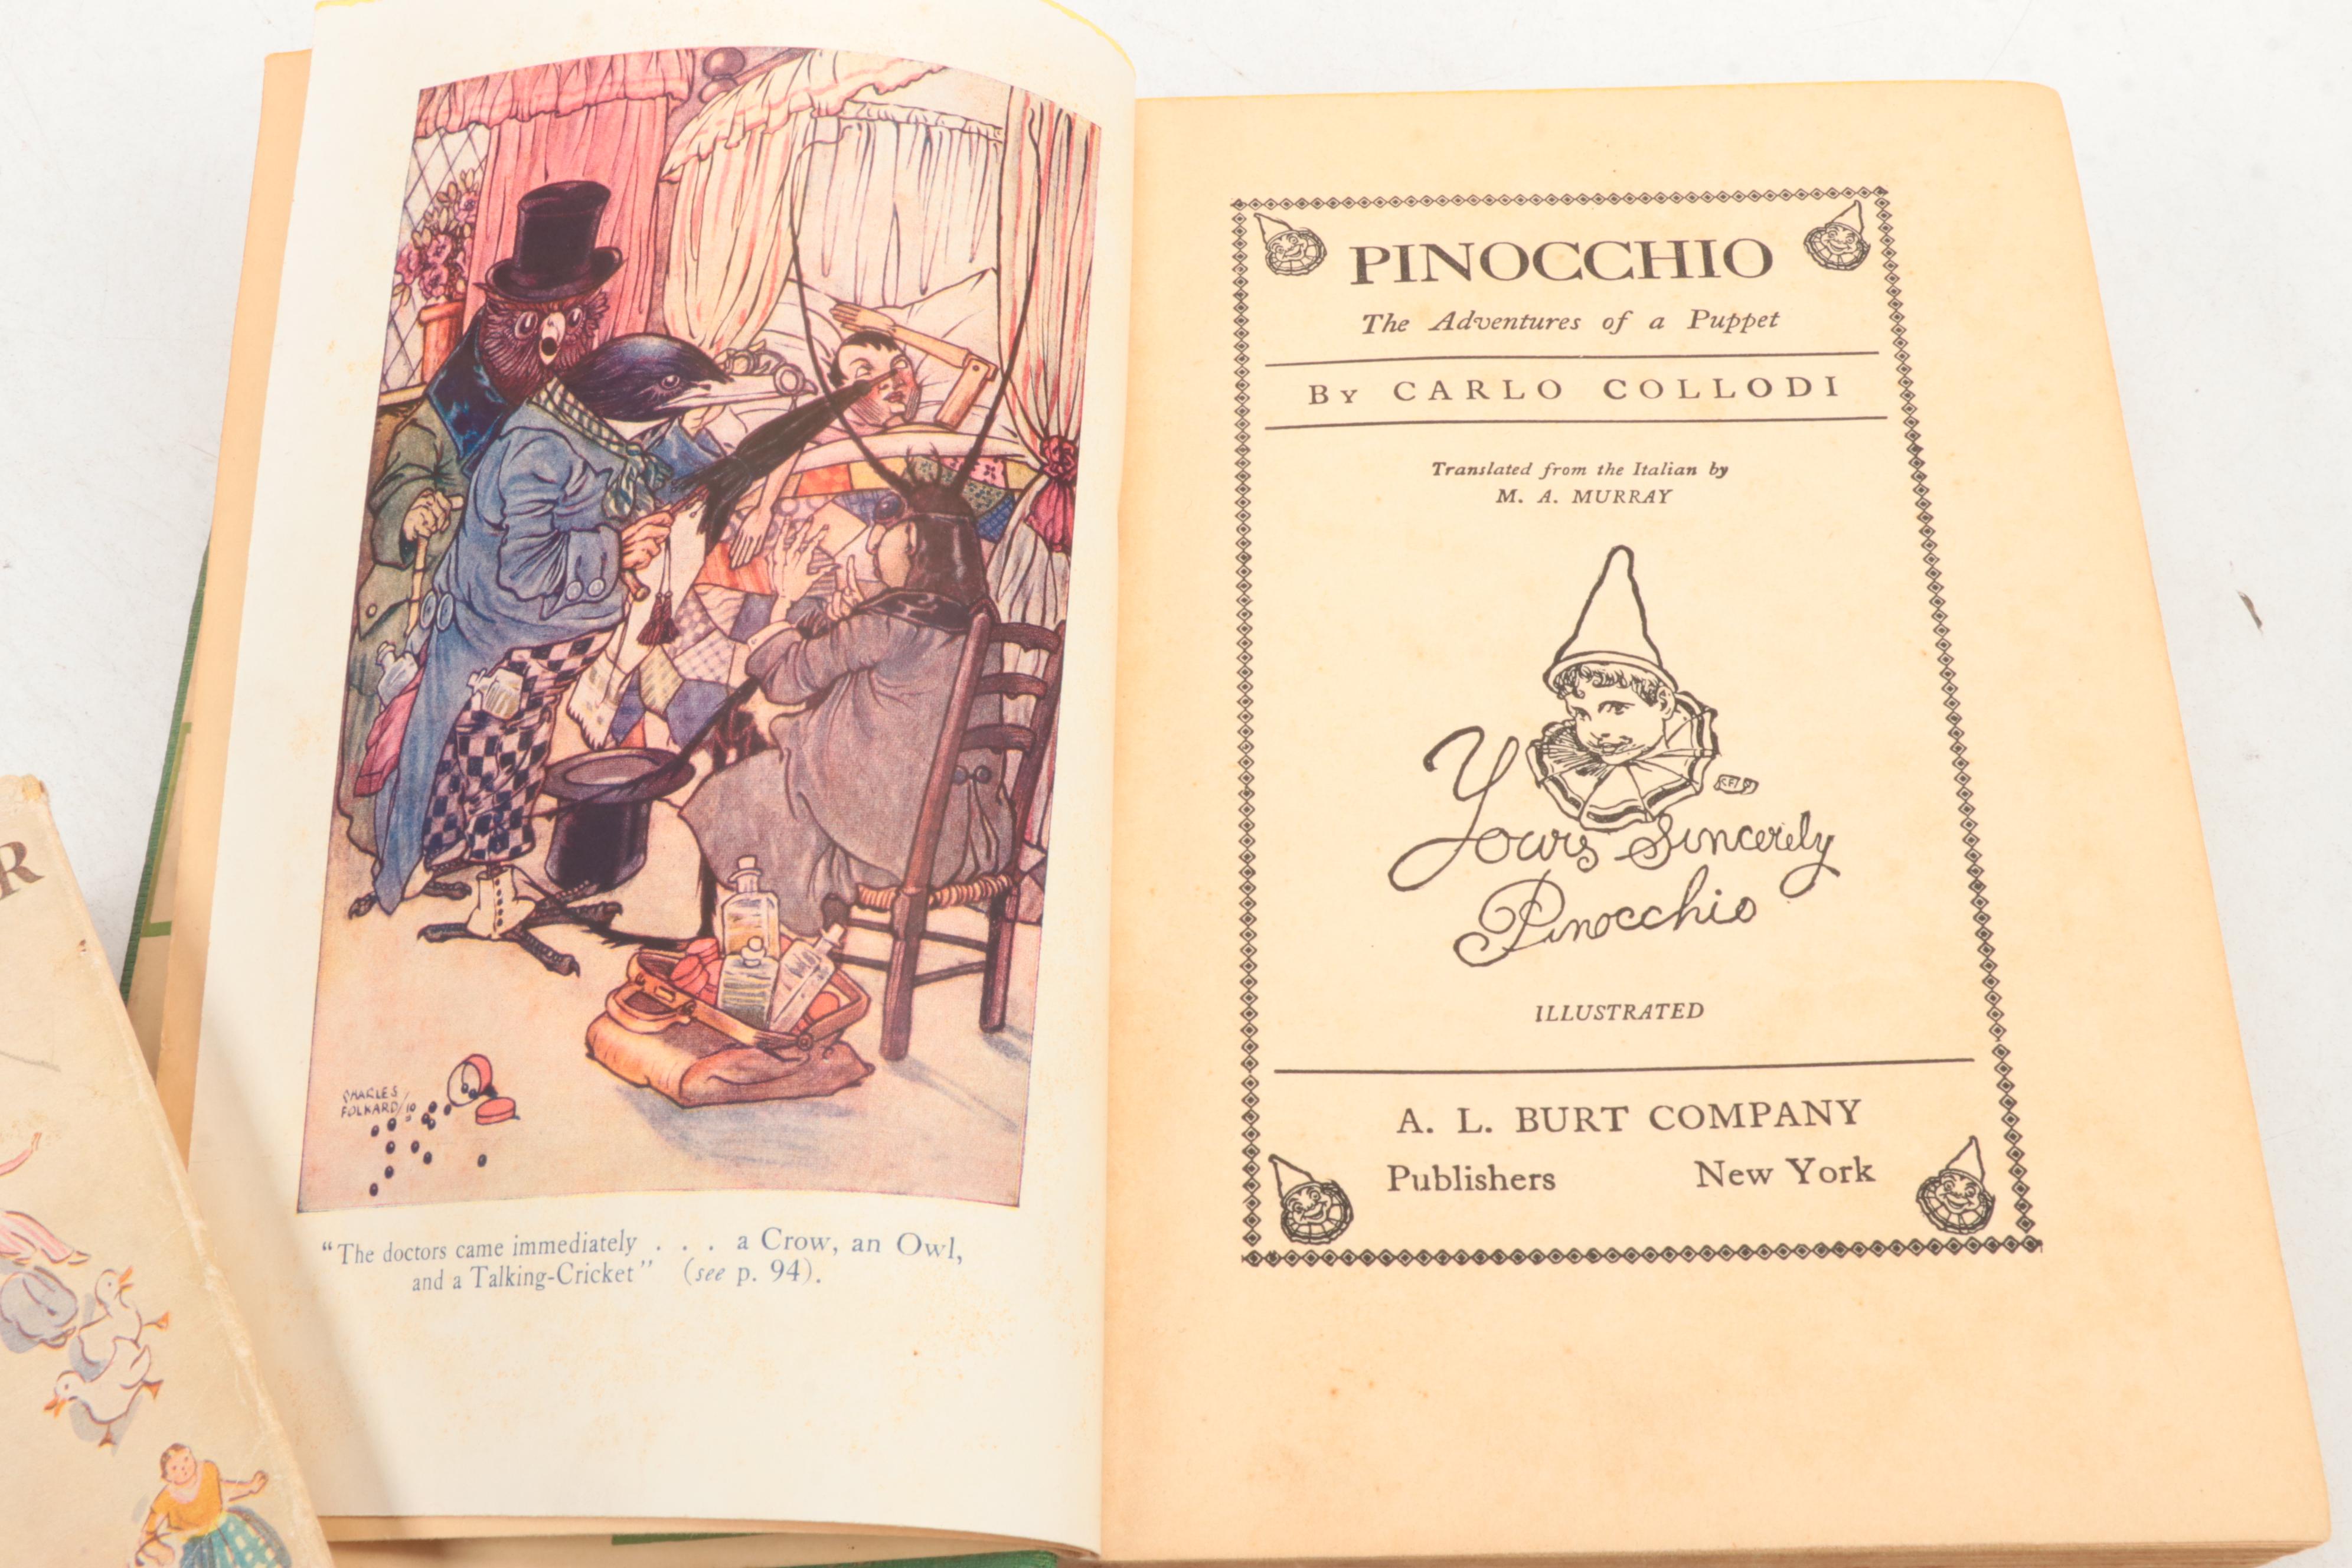 CHARLES
FOLKARD/10
"The doctors came immediately . . . a Crow, an Owl,
and a Talking-Cricket" (see p. 94).
PINOCCHIO
The Adventures of a Puppet
BY CARLO COLLODI
Translated from the Italian by
M. A. MURRAY
Yours Sincerely
Pinocchio
ILLUSTRATED
A. L. BURT COMPANY
Publishers New York
R